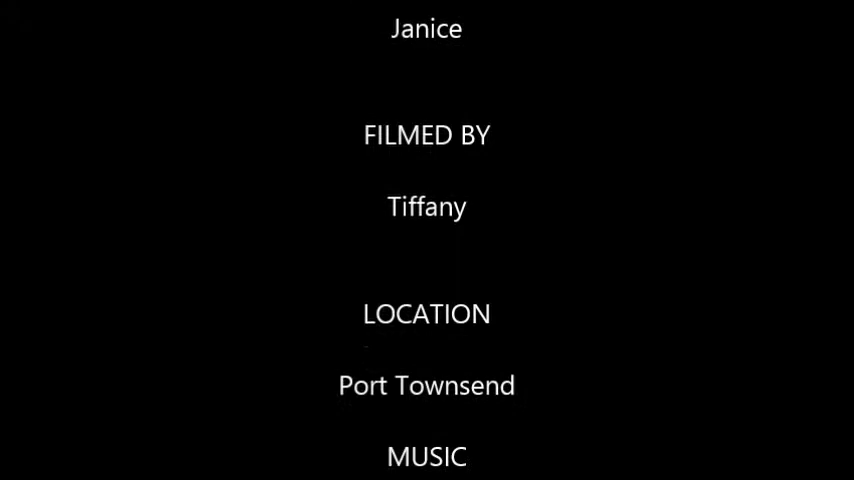 Janice
FILMED BY
Tiffany
LOCATION
Port Townsend
MUSIC